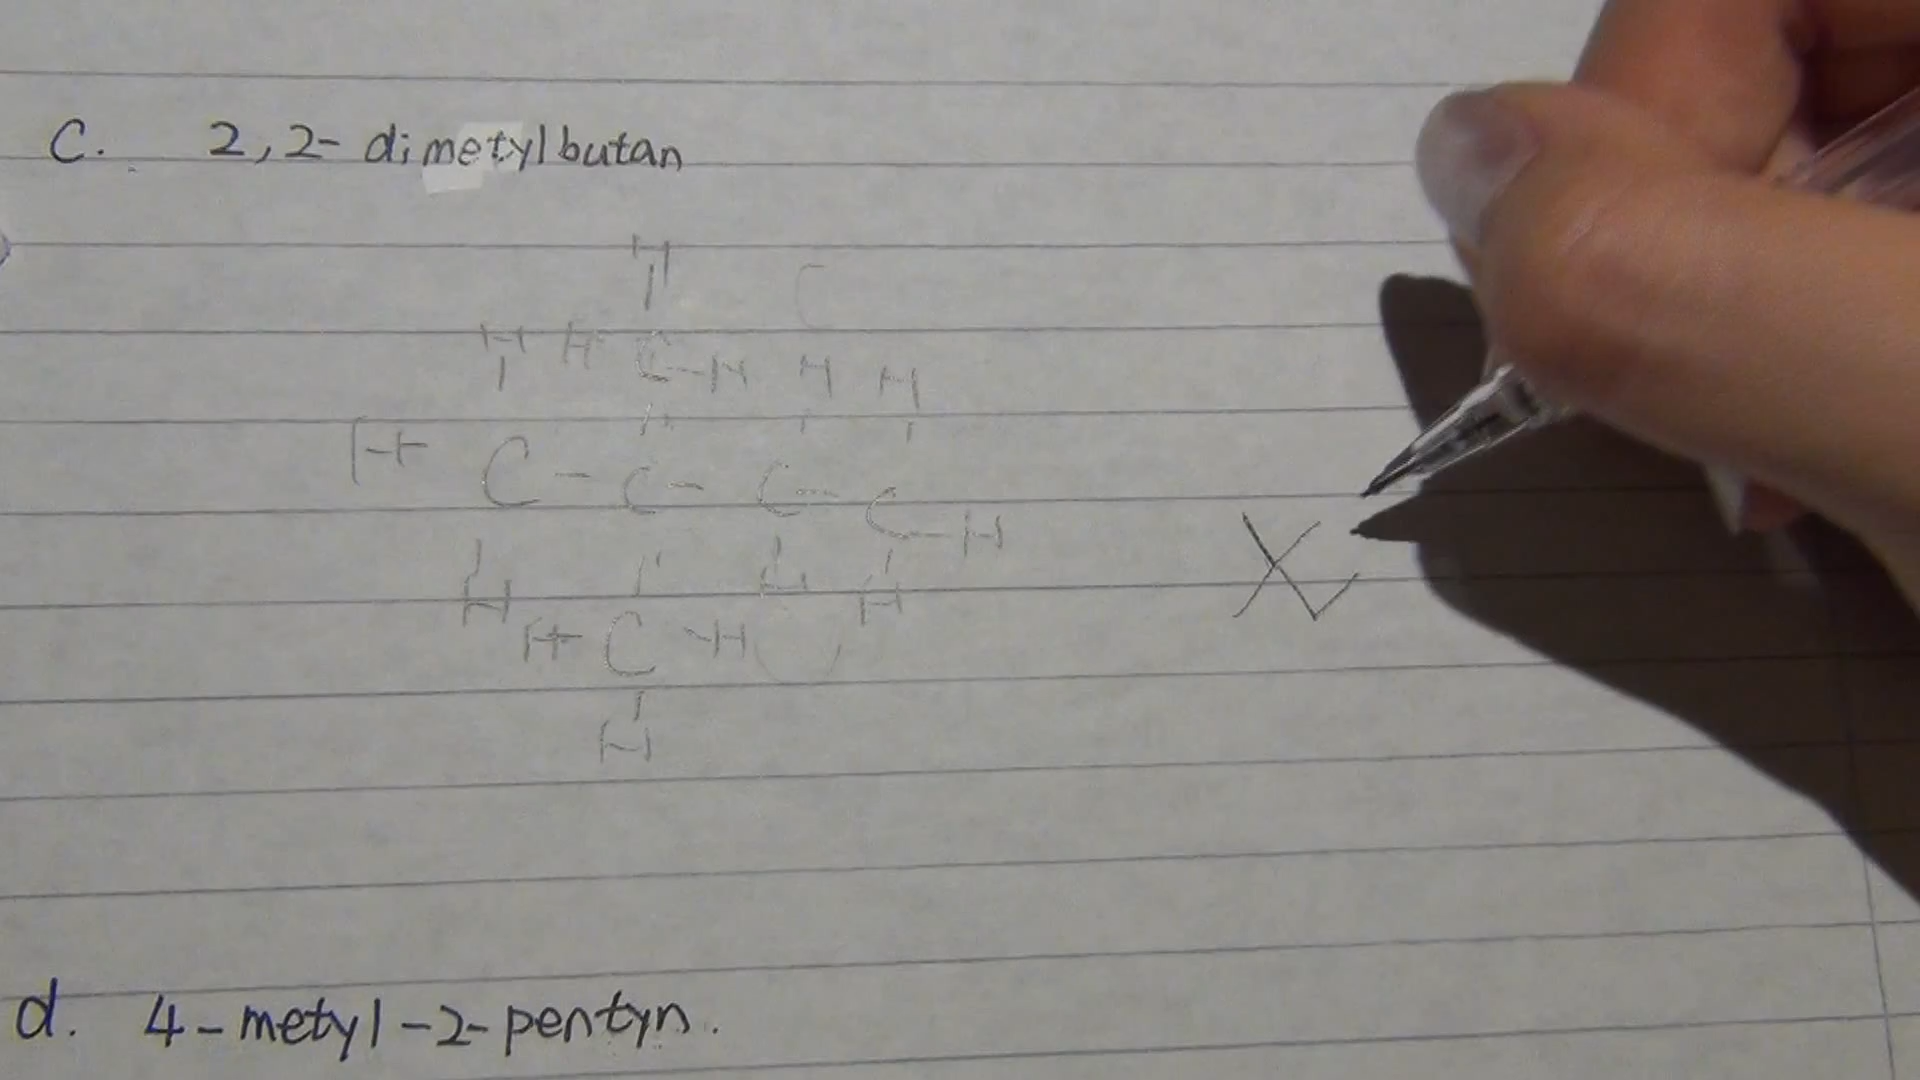 C. 2,2-dimetylbutan
H C
H H C-H H H
H C-C-C-C-H
H H H
H C-H
H
d. 4-metyl-2-pentyn.